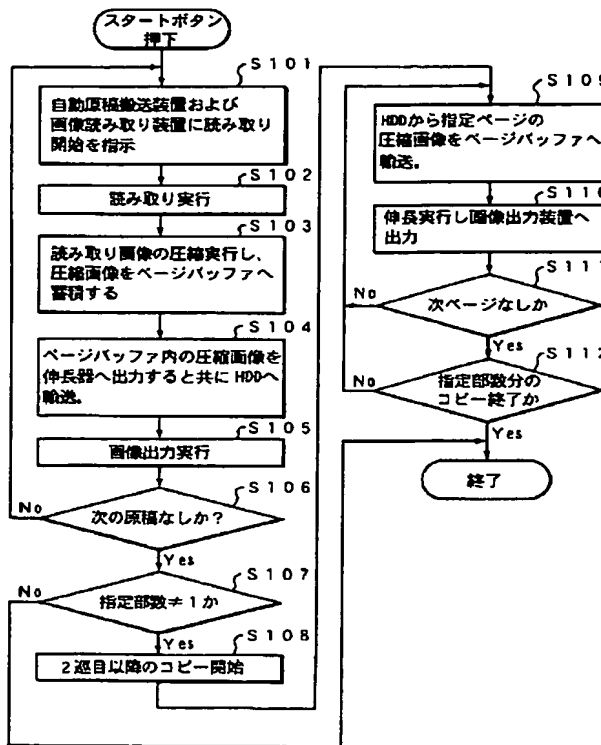 スタートボタン
押下
S101
自動原稿搬送装置および
画像読み取り装置に読み取り
開始を指示
S102
読み取り実行
S103
読み取り画像の圧縮実行し、
圧縮画像をページバッファへ
蓄積する
S104
ページバッファ内の圧縮画像を
伸長器へ出力すると共にHDDへ
輸送。
S105
画像出力実行
S106
次の原稿なしか?
No
Yes
S107
指定部数≠1か
No
Yes
S108
2巡目以降のコピー開始
S109
HDDから指定ページの
圧縮画像をページバッファへ
輸送。
S110
伸長実行し画像出力装置へ
出力
S111
次ページなしか
No
Yes
S112
指定部数分の
コピー終了か
No
Yes
終了